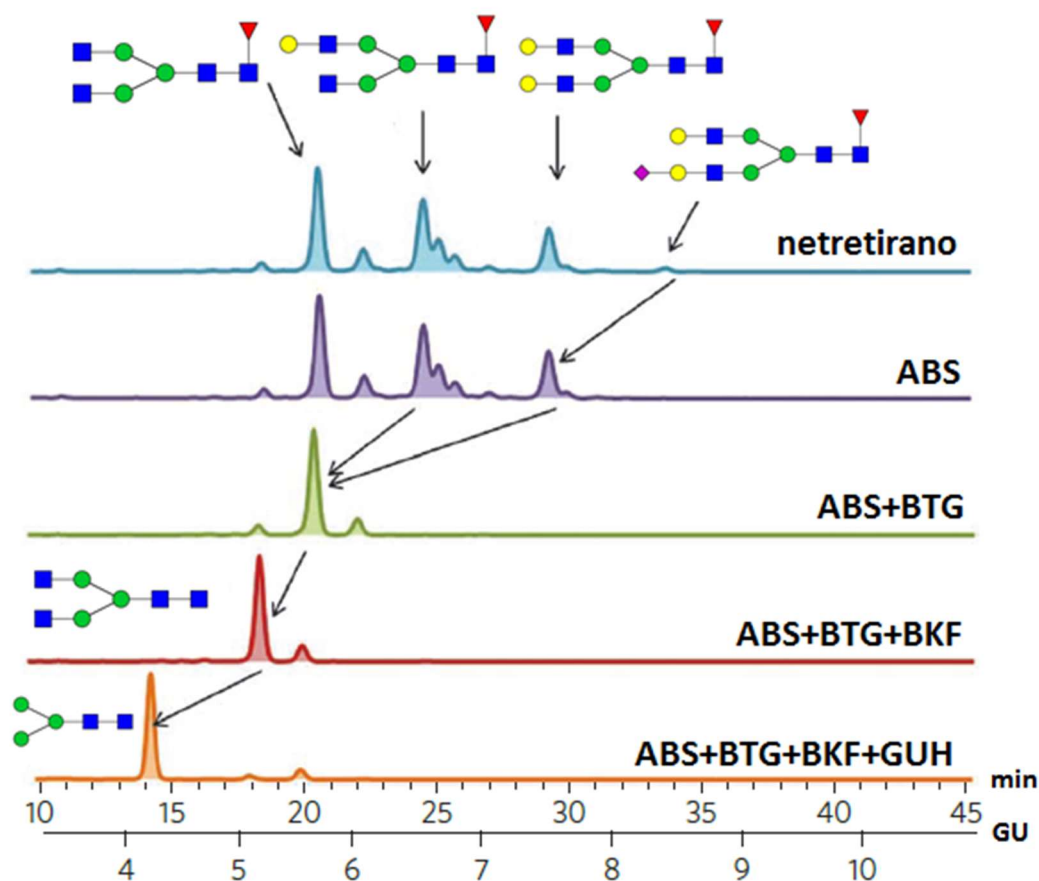 netretirano
ABS
ABS+BTG
ABS+BTG+BKF
ABS+BTG+BKF+GUH
min
10 15 20 25 30 35 40 45
GU
4 5 6 7 8 9 10